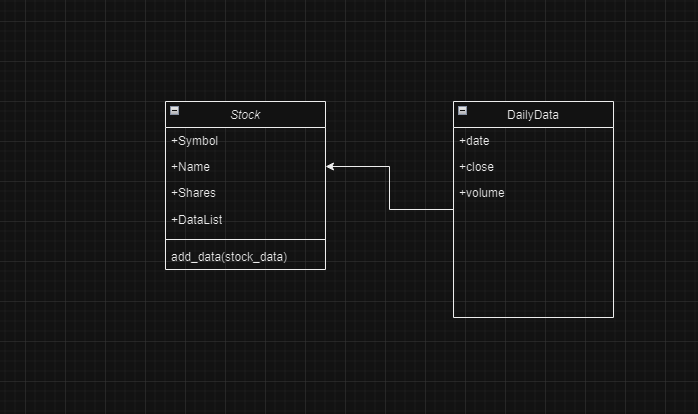 Stock
+Symbol
+Name
+Shares
+DataList
add_data(stock_data)
DailyData
+date
+close
+volume